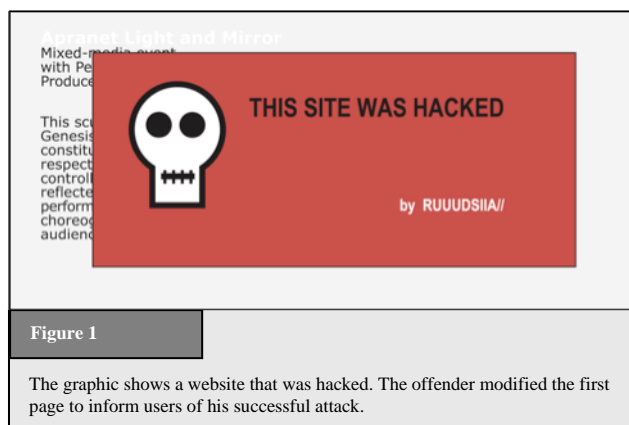 Apranet Light and Mirror
Mixed-media event
with Pe
Produce
This scu
Genesis
constitu
respect
controll
reflecte
perform
choreog
audienc
THIS SITE WAS HACKED
by RUUUDSIIA//
Figure 1
The graphic shows a website that was hacked. The offender modified the first
page to inform users of his successful attack.